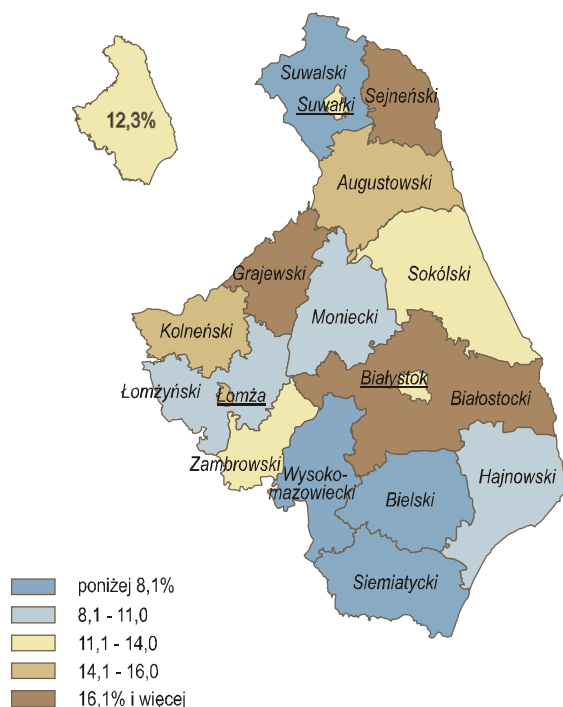 Suwalski
Suwałki
Sejneński
12,3%
Augustowski
Sokólski
Grajewski
Moniecki
Kolneński
Białystok
Łomżyński
Łomża
Białostocki
Zambrowski
Wysoko-
mazowiecki
Hajnowski
Bielski
Siemiatycki
poniżej 8,1%
8,1 - 11,0
11,1 - 14,0
14,1 - 16,0
16,1% i więcej